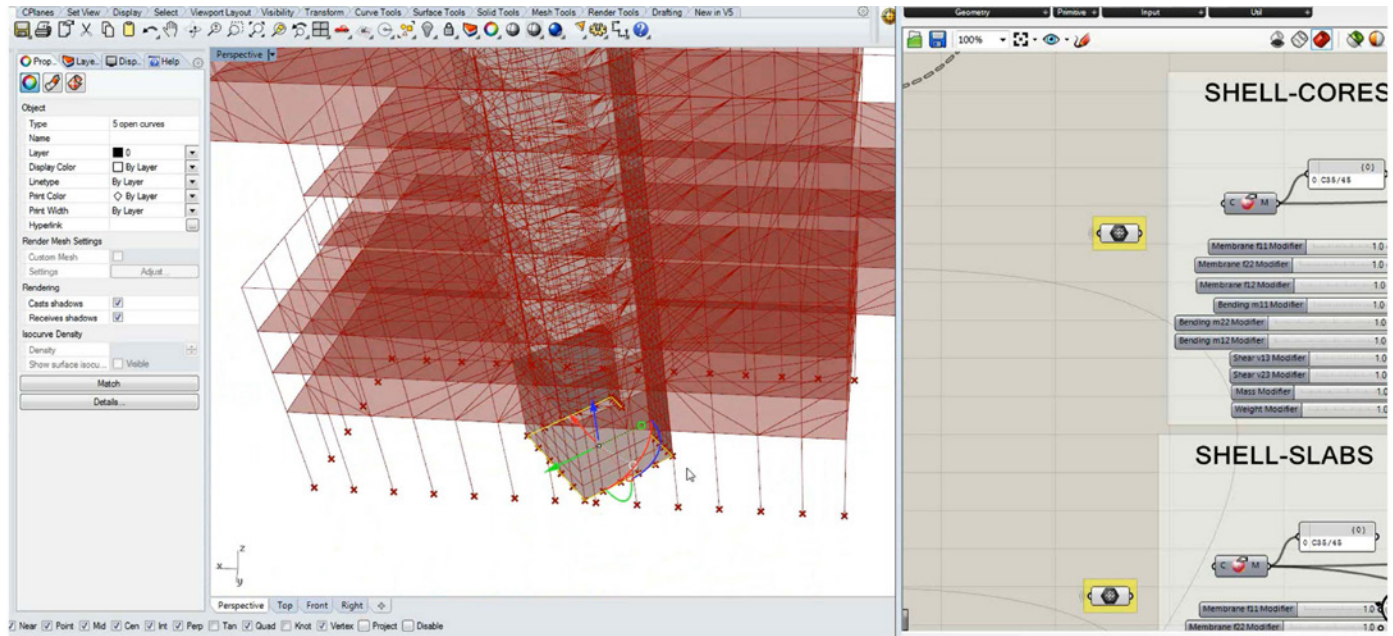 CPlanes Set View Display Select Viewport Layout Visibility Transform Curve Tools Surface Tools Solid Tools Mesh Tools Render Tools Drafting New in V5
Prop.. Laye.. Disp.. Help
Object
Type 5 open curves
Name
Layer 0
Display Color By Layer
Linetype By Layer
Print Color By Layer
Print Width By Layer
Hyperlink ...
Render Mesh Settings
Custom Mesh
Settings Adjust...
Rendering
Casts shadows
Receives shadows
Isocurve Density
Density
Show surface isocu... Visible
Match
Details...
Perspective
z
x
y
Perspective Top Front Right
Near Point Mid Cen Int Perp Tan Quad Knot Vertex Project Disable
Geometry Primitive Input Util
100%
SHELL-CORES
{0}
0 C35/45
C M
Membrane f11 Modifier 1.0
Membrane f22 Modifier 1.0
Membrane f12 Modifier 1.0
Bending m11 Modifier 1.0
Bending m22 Modifier 1.0
Bending m12 Modifier 1.0
Shear v13 Modifier 1.0
Shear v23 Modifier 1.0
Mass Modifier 1.0
Weight Modifier 1.0
SHELL-SLABS
{0}
0 C35/45
C M
Membrane f11 Modifier 1.0
Membrane f22 Modifier 1.0